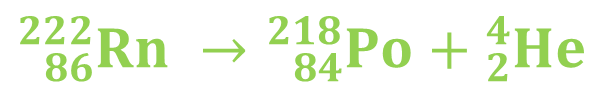 ²²²₈₆Rn → ²¹⁸₈₄Po + ⁴₂He